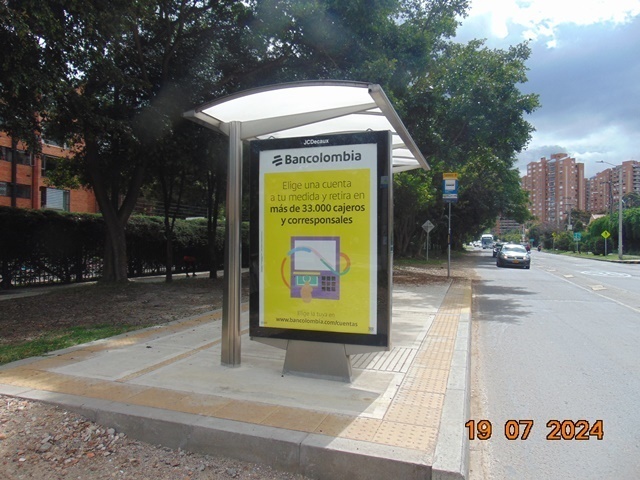 JCDecaux
Bancolombia
Elige una cuenta
a tu medida y retira en
más de 33.000 cajeros
y corresponsales
www.bancolombia.com/cuentas
19 07 2024